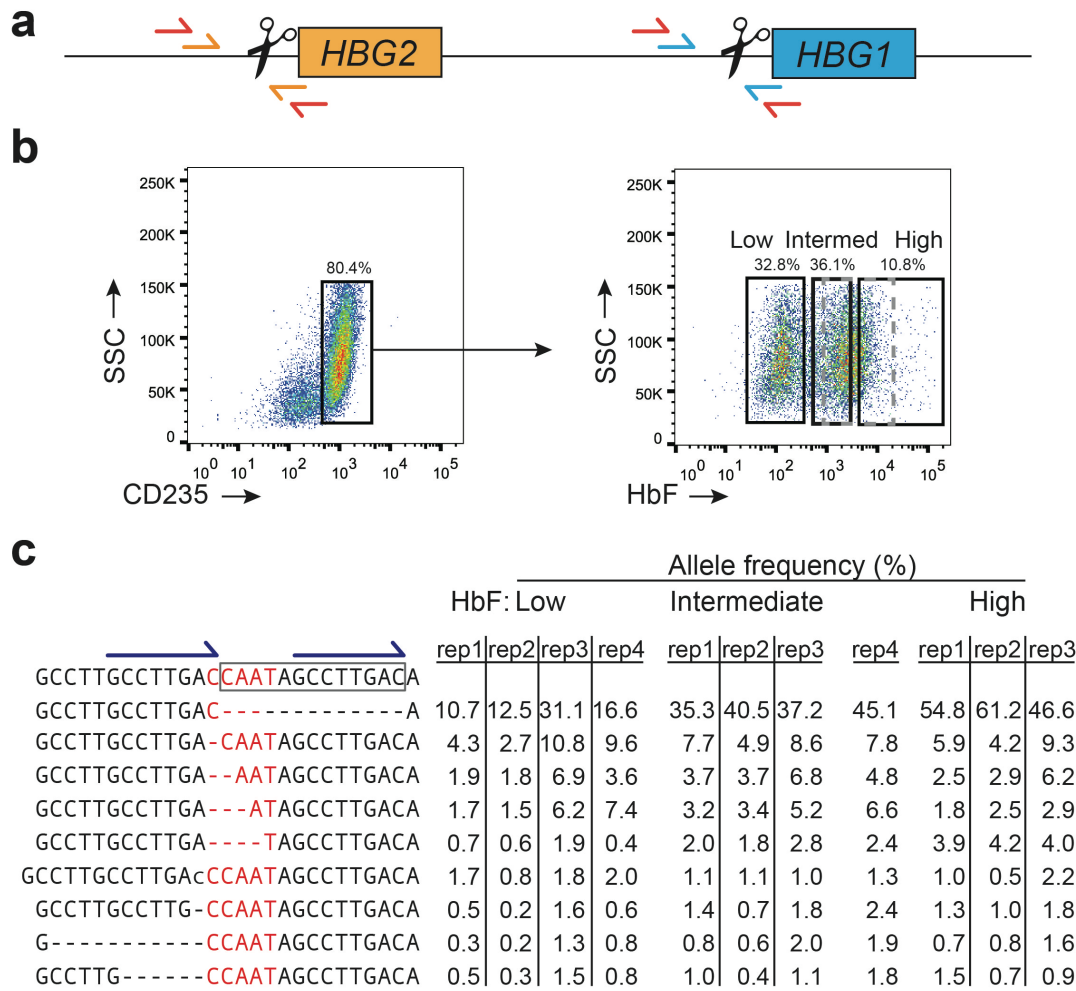 a
HBG2 HBG1
b
250K
200K
150K
100K
50K
0
SSC
80.4%
10^0 10^1 10^2 10^3 10^4 10^5
CD235
250K
200K
150K
100K
50K
0
SSC
Low Intermed High
32.8% 36.1% 10.8%
10^0 10^1 10^2 10^3 10^4 10^5
HbF
c
Allele frequency (%)
HbF: Low Intermediate High
rep1 rep2 rep3 rep4 rep1 rep2 rep3 rep4 rep1 rep2 rep3
GCCTTGCCTTGACCAATAGCCTTGACA
GCCTTGCCTTGAC-------------A 10.7 12.5 31.1 16.6 35.3 40.5 37.2 45.1 54.8 61.2 46.6
GCCTTGCCTTGA-CAATAGCCTTGACA 4.3 2.7 10.8 9.6 7.7 4.9 8.6 7.8 5.9 4.2 9.3
GCCTTGCCTTGA--AATAGCCTTGACA 1.9 1.8 6.9 3.6 3.7 3.7 6.8 4.8 2.5 2.9 6.2
GCCTTGCCTTGA---ATAGCCTTGACA 1.7 1.5 6.2 7.4 3.2 3.4 5.2 6.6 1.8 2.5 2.9
GCCTTGCCTTGA----TAGCCTTGACA 0.7 0.6 1.9 0.4 2.0 1.8 2.8 2.4 3.9 4.2 4.0
GCCTTGCCTTGAcCCAATAGCCTTGACA 1.7 0.8 1.8 2.0 1.1 1.1 1.0 1.3 1.0 0.5 2.2
GCCTTGCCTTG-CCAATAGCCTTGACA 0.5 0.2 1.6 0.6 1.4 0.7 1.8 2.4 1.3 1.0 1.8
G-----------CCAATAGCCTTGACA 0.3 0.2 1.3 0.8 0.8 0.6 2.0 1.9 0.7 0.8 1.6
GCCTTG------CCAATAGCCTTGACA 0.5 0.3 1.5 0.8 1.0 0.4 1.1 1.8 1.5 0.7 0.9